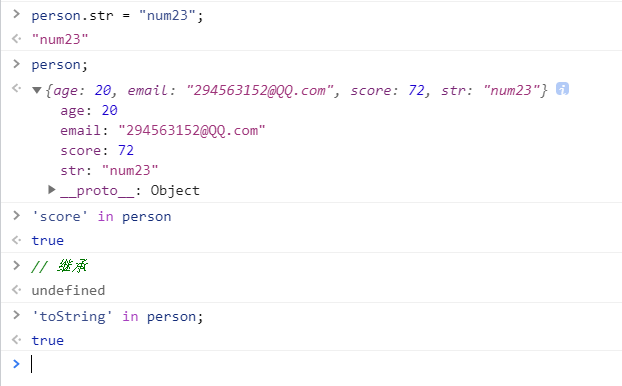 person.str = "num23";
"num23"
person;
{age: 20, email: "294563152@QQ.com", score: 72, str: "num23"}
age: 20
email: "294563152@QQ.com"
score: 72
str: "num23"
__proto__: Object
'score' in person
true
// 继承
undefined
'toString' in person;
true